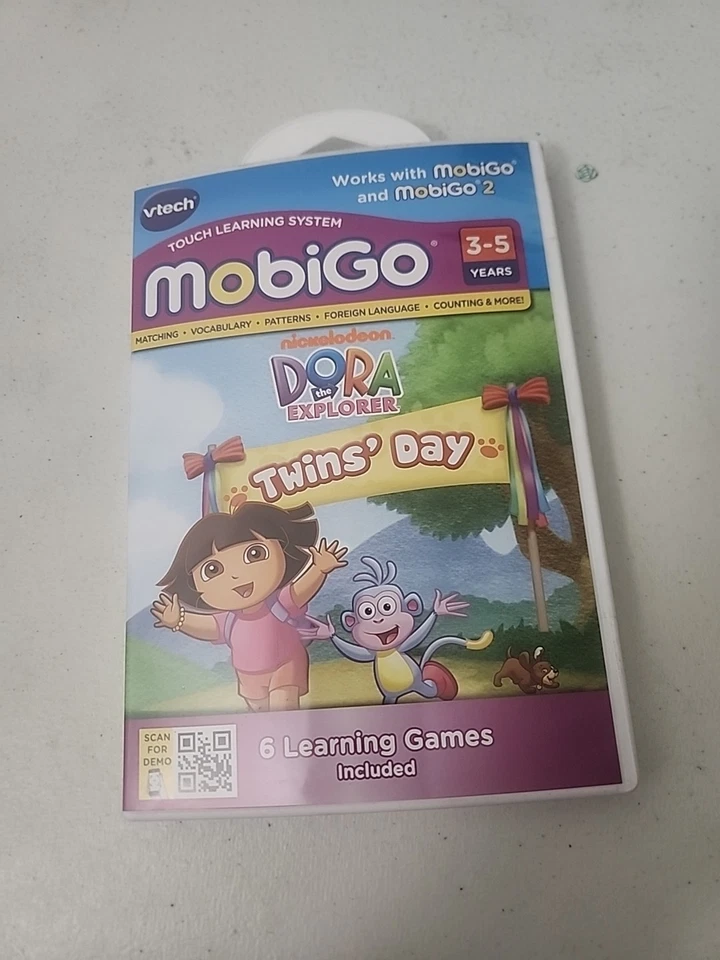 Works with MobiGo®
and MobiGo® 2
vtech®
TOUCH LEARNING SYSTEM
MobiGo®
3-5
YEARS
MATCHING • VOCABULARY • PATTERNS • FOREIGN LANGUAGE • COUNTING & MORE!
nickelodeon
DORA
the
EXPLORER
Twins' Day
SCAN
FOR
DEMO
6 Learning Games
Included